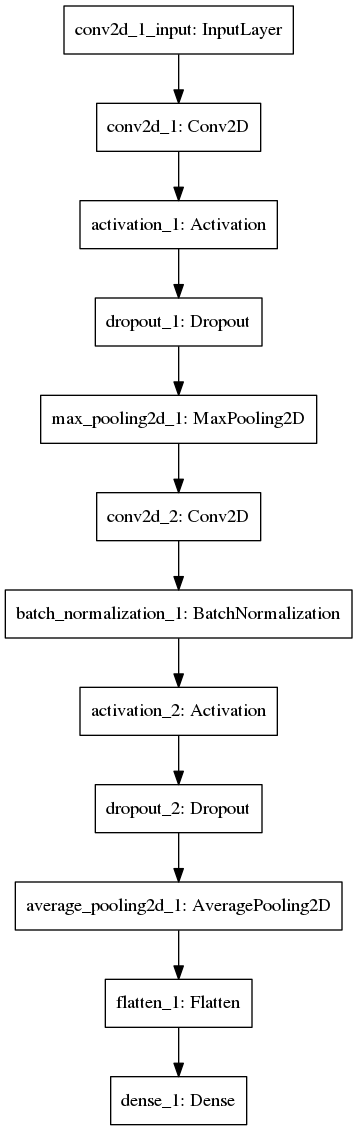 conv2d_1_input: InputLayer
conv2d_1: Conv2D
activation_1: Activation
dropout_1: Dropout
max_pooling2d_1: MaxPooling2D
conv2d_2: Conv2D
batch_normalization_1: BatchNormalization
activation_2: Activation
dropout_2: Dropout
average_pooling2d_1: AveragePooling2D
flatten_1: Flatten
dense_1: Dense